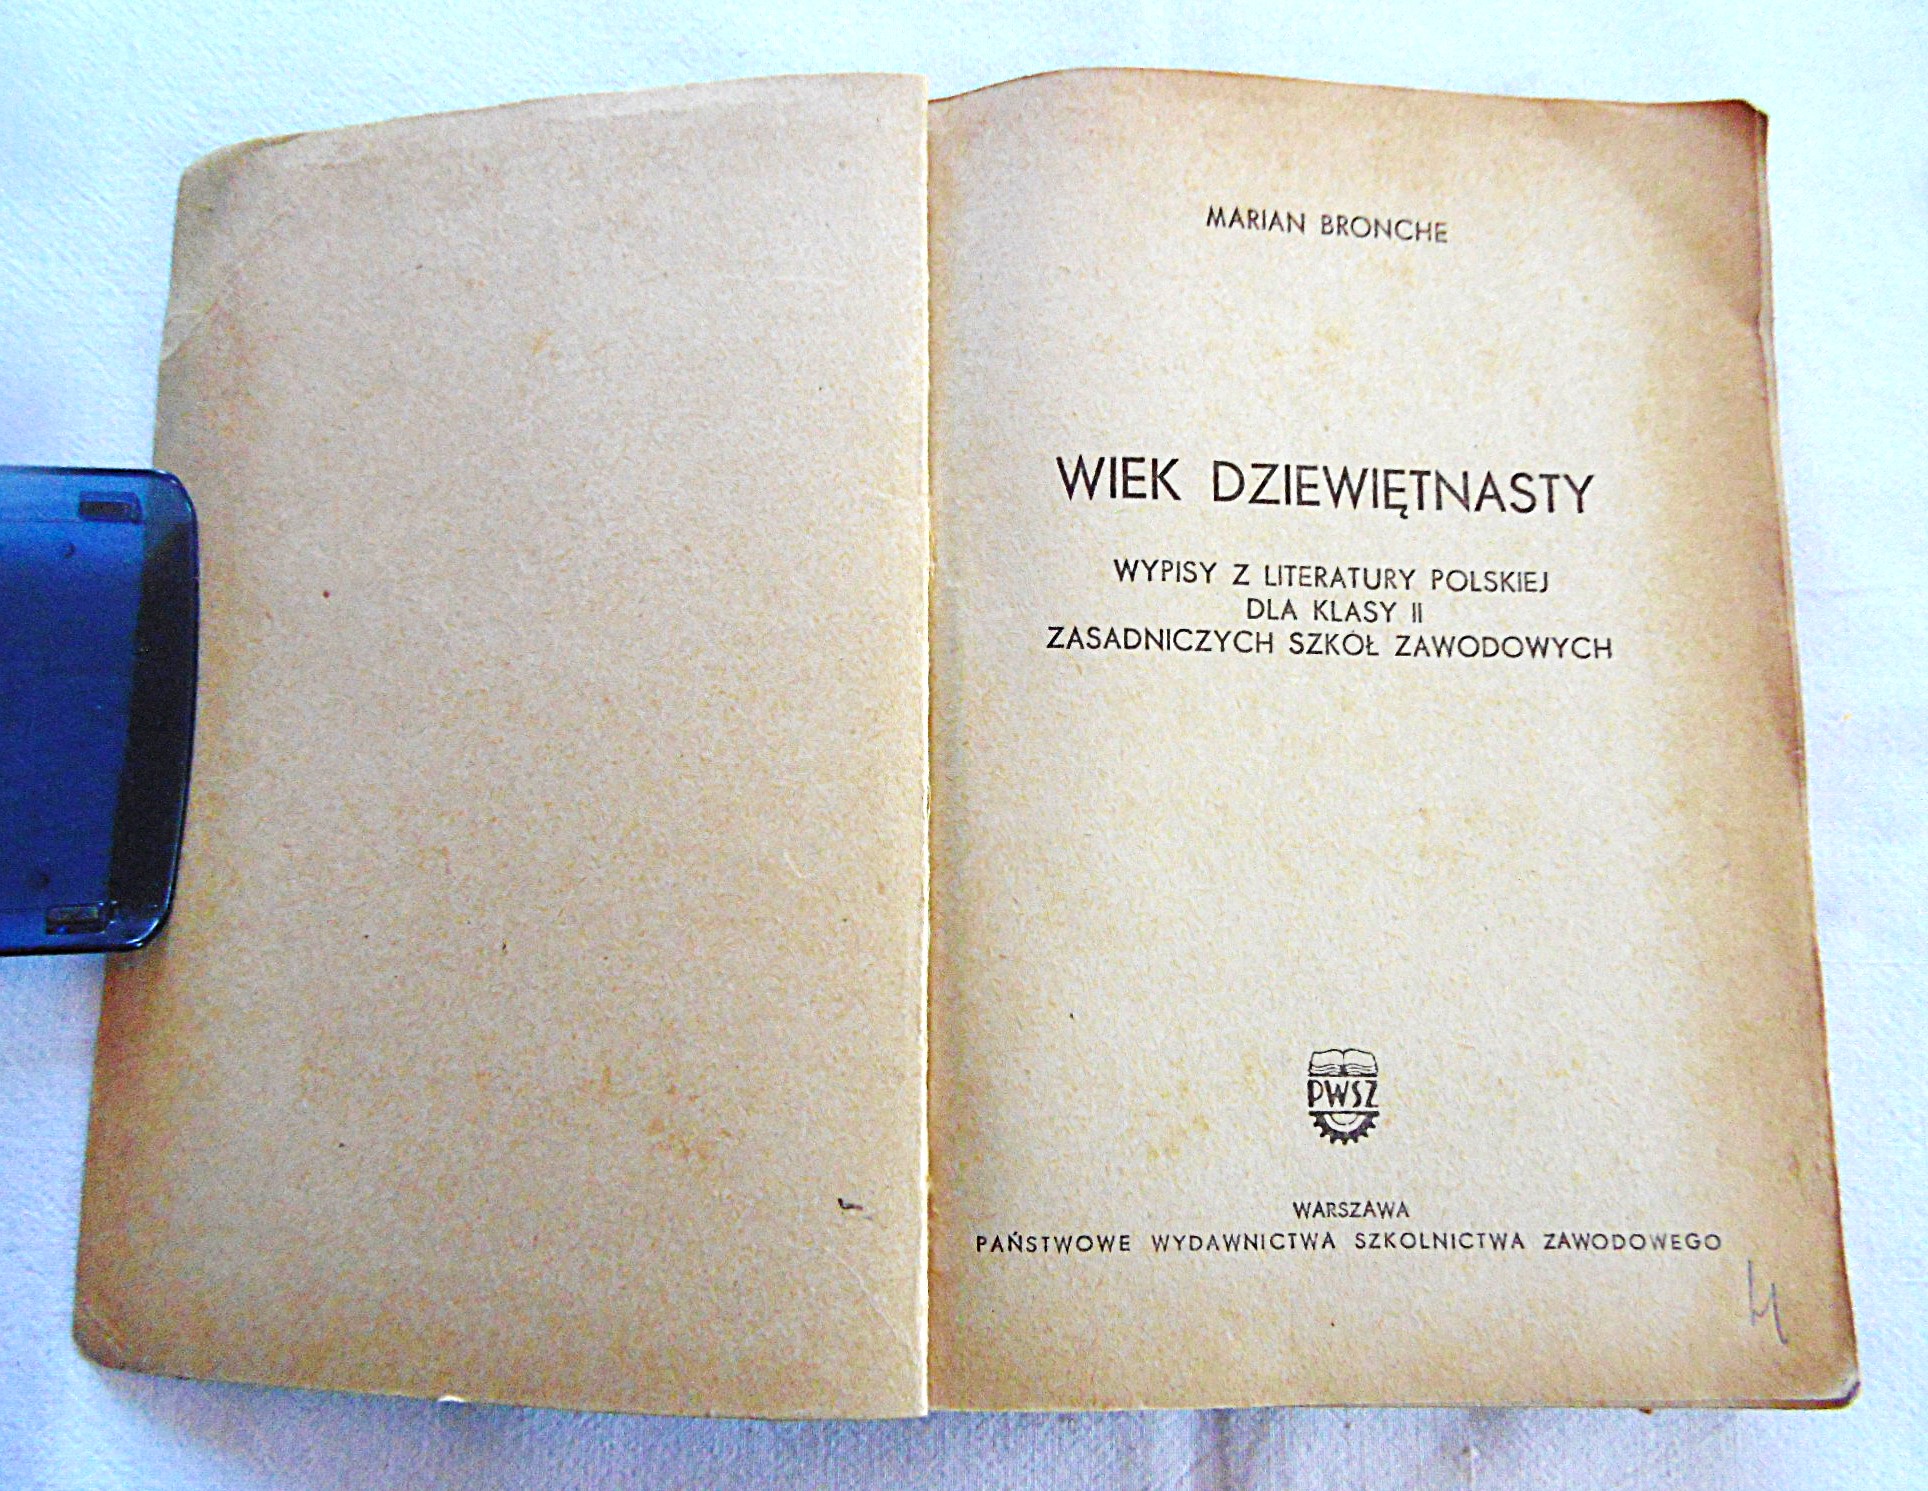 MARIAN BRONCHE
WIEK DZIEWIĘTNASTY
WYPISY Z LITERATURY POLSKIEJ
DLA KLASY II
ZASADNICZYCH SZKÓŁ ZAWODOWYCH
PWSZ
WARSZAWA
PAŃSTWOWE WYDAWNICTWA SZKOLNICTWA ZAWODOWEGO